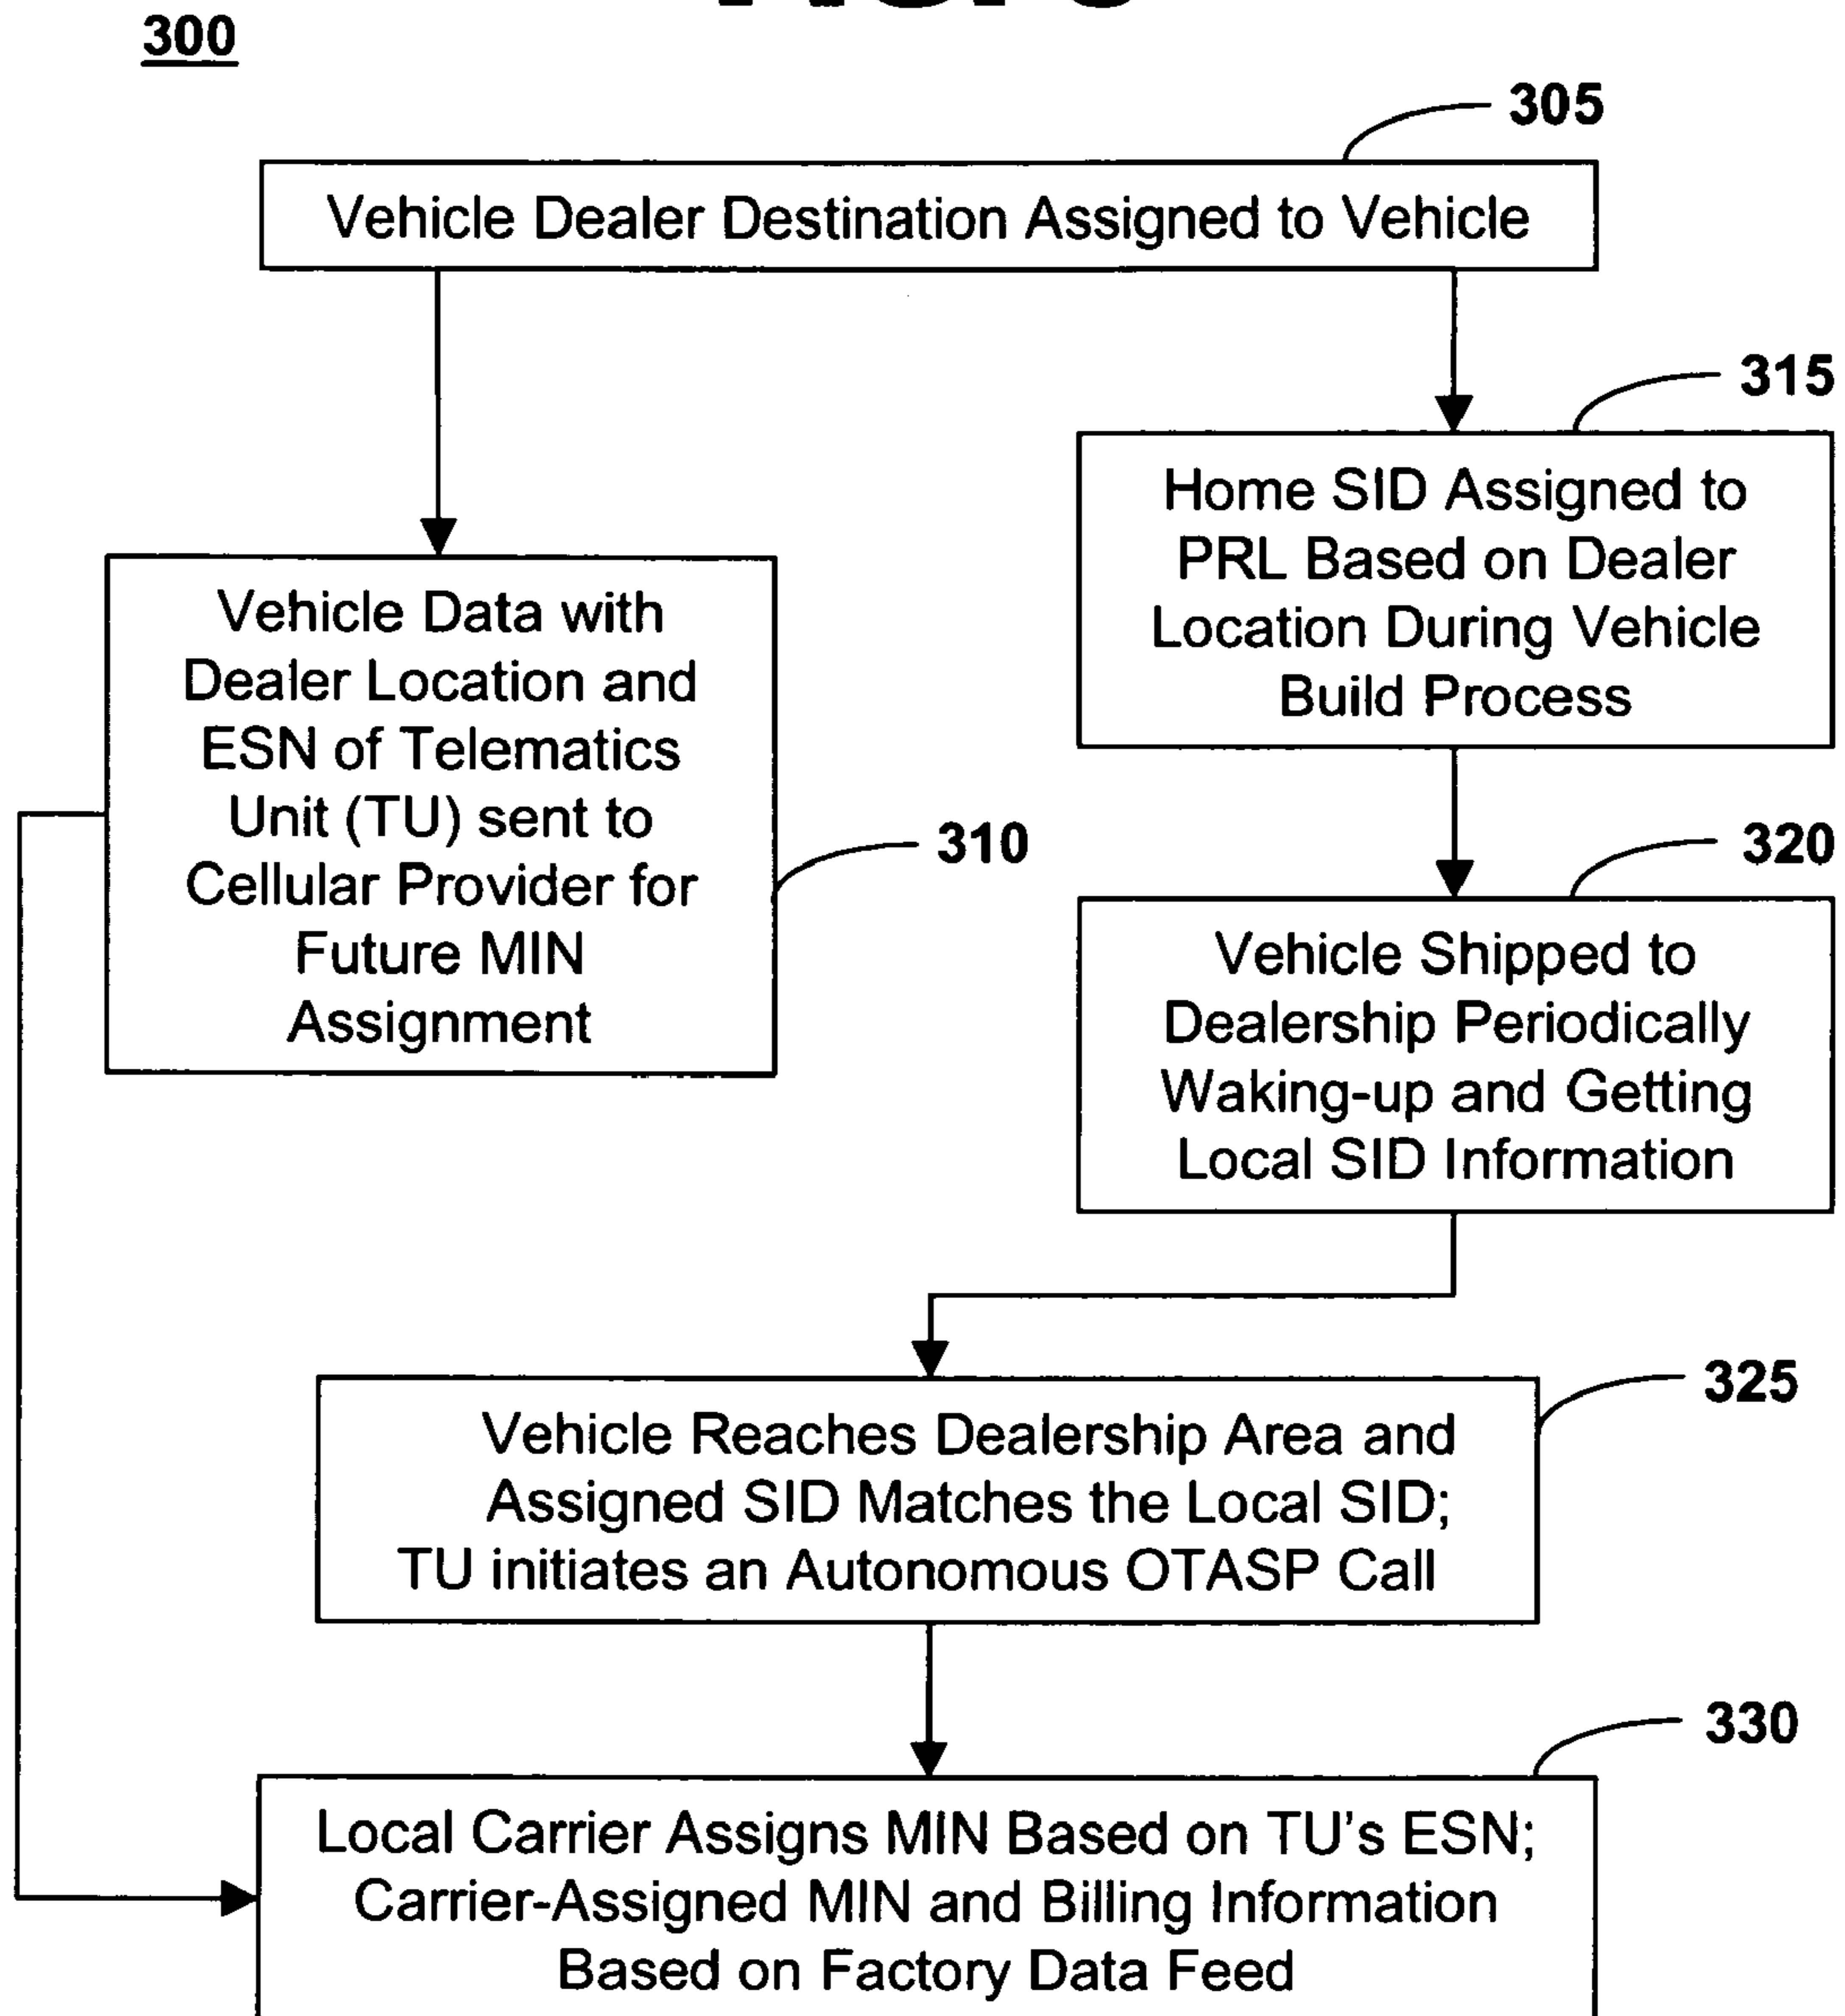 300
305
Vehicle Dealer Destination Assigned to Vehicle
315
Home SID Assigned to
PRL Based on Dealer
Location During Vehicle
Build Process
Vehicle Data with
Dealer Location and
ESN of Telematics
Unit (TU) sent to
Cellular Provider for
Future MIN
Assignment
310
320
Vehicle Shipped to
Dealership Periodically
Waking-up and Getting
Local SID Information
325
Vehicle Reaches Dealership Area and
Assigned SID Matches the Local SID;
TU initiates an Autonomous OTASP Call
330
Local Carrier Assigns MIN Based on TU's ESN;
Carrier-Assigned MIN and Billing Information
Based on Factory Data Feed